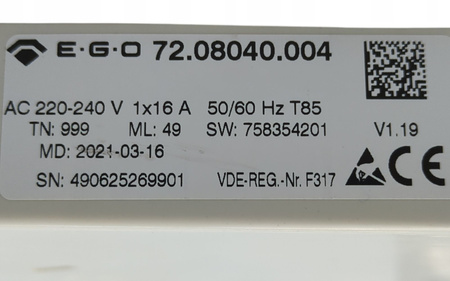 E·G·O 72.08040.004
AC 220-240 V 1x16 A 50/60 Hz T85
TN: 999 ML: 49 SW: 758354201 V1.19
MD: 2021-03-16
SN: 490625269901 VDE-REG.-Nr. F317 CE